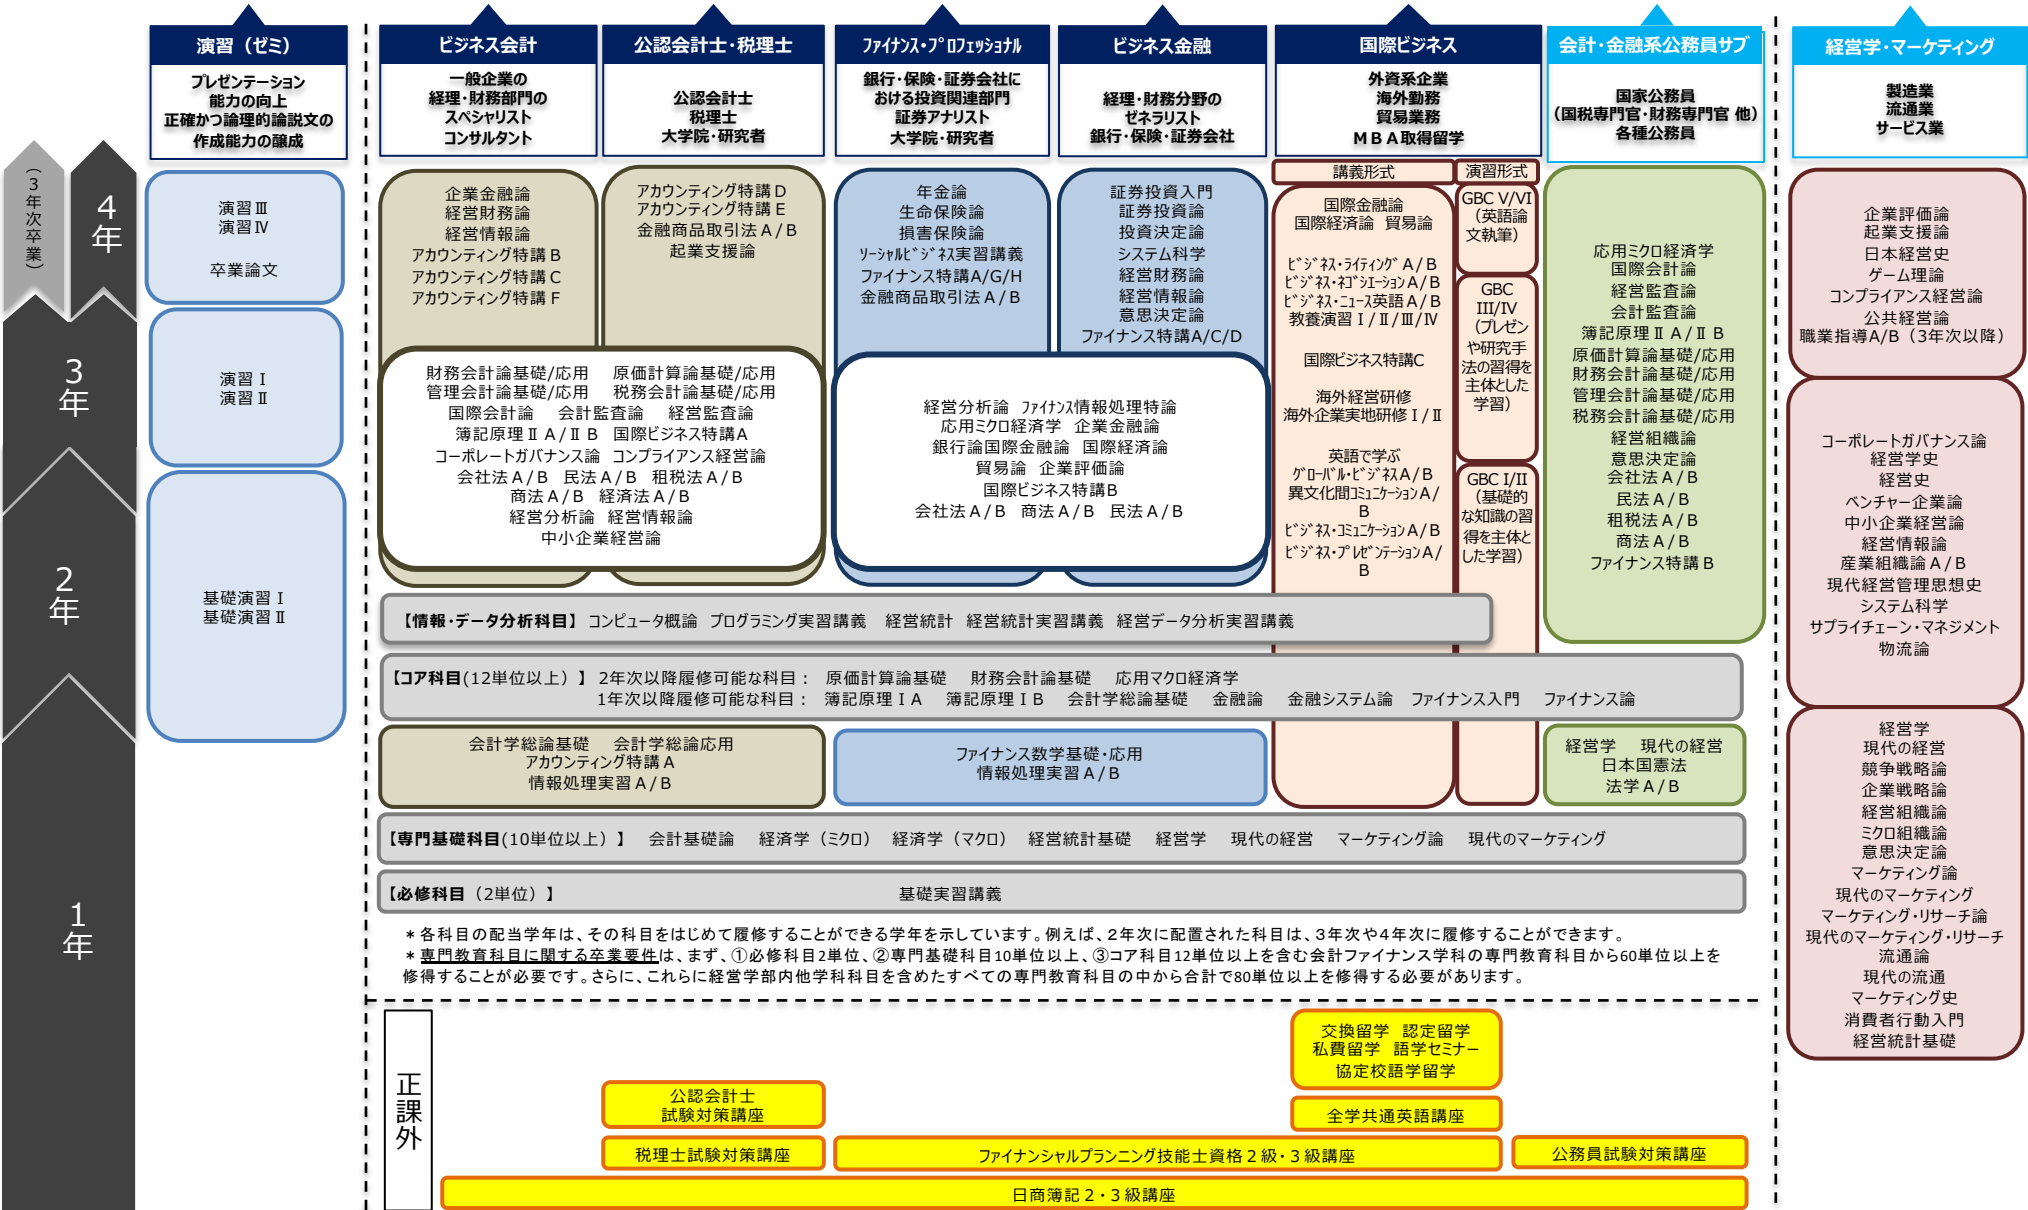 演習（ゼミ）
プレゼンテーション
能力の向上
正確かつ論理的論説文の
作成能力の醸成
ビジネス会計
一般企業の
経理・財務部門の
スペシャリスト
コンサルタント
公認会計士・税理士
公認会計士
税理士
大学院・研究者
ファイナンス・プロフェッショナル
銀行・保険・証券会社に
おける投資関連部門
証券アナリスト
大学院・研究者
ビジネス金融
経理・財務分野の
ゼネラリスト
銀行・保険・証券会社
国際ビジネス
外資系企業
海外勤務
貿易業務
ＭＢＡ取得留学
会計・金融系公務員サブ
国家公務員
（国税専門官・財務専門官 他）
各種公務員
経営学・マーケティング
製造業
流通業
サービス業
（3年次卒業）
4年
3年
2年
1年
演習Ⅲ
演習Ⅳ
卒業論文
演習Ⅰ
演習Ⅱ
基礎演習Ⅰ
基礎演習Ⅱ
企業金融論
経営財務論
経営情報論
アカウンティング特講Ｂ
アカウンティング特講Ｃ
アカウンティング特講Ｆ
アカウンティング特講Ｄ
アカウンティング特講Ｅ
金融商品取引法Ａ/Ｂ
起業支援論
財務会計論基礎/応用　原価計算論基礎/応用
管理会計論基礎/応用　税務会計論基礎/応用
国際会計論　会計監査論　経営監査論
簿記原理ⅡＡ/ⅡＢ　国際ビジネス特講A
コーポレートガバナンス論　コンプライアンス経営論
会社法Ａ/Ｂ　民法Ａ/Ｂ　租税法Ａ/Ｂ
商法Ａ/Ｂ　経済法Ａ/Ｂ
経営分析論　経営情報論
中小企業経営論
年金論
生命保険論
損害保険論
ソーシャルビジネス実習講義
ファイナンス特講A/G/H
金融商品取引法Ａ/Ｂ
証券投資入門
証券投資論
投資決定論
システム科学
経営財務論
経営情報論
意思決定論
ファイナンス特講A/C/D
経営分析論　ファイナンス情報処理特論
応用ミクロ経済学　企業金融論
銀行論国際金融論　国際経済論
貿易論　企業評価論
国際ビジネス特講B
会社法Ａ/Ｂ　商法Ａ/Ｂ　民法Ａ/Ｂ
講義形式
国際金融論
国際経済論　貿易論
ビジネス・ライティングＡ/Ｂ
ビジネス・ネゴシエーションＡ/Ｂ
ビジネス・ニュース英語Ａ/Ｂ
教養演習Ⅰ/Ⅱ/Ⅲ/Ⅳ
国際ビジネス特講C
海外経営研修
海外企業実地研修Ⅰ/Ⅱ
英語で学ぶ
グローバル・ビジネスＡ/Ｂ
異文化間コミュニケーションＡ/
Ｂ
ビジネス・コミュニケーションＡ/Ｂ
ビジネス・プレゼンテーションＡ/
Ｂ
演習形式
GBC V/VI
（英語論
文執筆）
GBC
III/IV
（プレゼン
や研究手
法の習得を
主体とした
学習）
GBC I/II
（基礎的
な知識の習
得を主体と
した学習）
応用ミクロ経済学
国際会計論
経営監査論
会計監査論
簿記原理ⅡＡ/ⅡＢ
原価計算論基礎/応用
財務会計論基礎/応用
管理会計論基礎/応用
税務会計論基礎/応用
経営組織論
意思決定論
会社法Ａ/Ｂ
民法Ａ/Ｂ
租税法Ａ/Ｂ
商法Ａ/Ｂ
ファイナンス特講Ｂ
企業評価論
起業支援論
日本経営史
ゲーム理論
コンプライアンス経営論
公共経営論
職業指導A/B（3年次以降）
コーポレートガバナンス論
経営学史
経営史
ベンチャー企業論
中小企業経営論
経営情報論
産業組織論Ａ/Ｂ
現代経営管理思想史
システム科学
サプライチェーン・マネジメント
物流論
経営学
現代の経営
競争戦略論
企業戦略論
経営組織論
ミクロ組織論
意思決定論
マーケティング論
現代のマーケティング
マーケティング・リサーチ論
現代のマーケティング・リサーチ
流通論
現代の流通
マーケティング史
消費者行動入門
経営統計基礎
【情報・データ分析科目】コンピュータ概論　プログラミング実習講義　経営統計　経営統計実習講義　経営データ分析実習講義
【コア科目(12単位以上）】2年次以降履修可能な科目：　原価計算論基礎　財務会計論基礎　応用マクロ経済学
1年次以降履修可能な科目：　簿記原理ⅠＡ　簿記原理ⅠＢ　会計学総論基礎　金融論　金融システム論　ファイナンス入門　ファイナンス論
会計学総論基礎　会計学総論応用
アカウンティング特講Ａ
情報処理実習Ａ/Ｂ
ファイナンス数学基礎・応用
情報処理実習Ａ/Ｂ
経営学　現代の経営
日本国憲法
法学Ａ/Ｂ
【専門基礎科目(10単位以上）】　会計基礎論　経済学（ミクロ）　経済学（マクロ）　経営統計基礎　経営学　現代の経営　マーケティング論　現代のマーケティング
【必修科目（2単位）】　基礎実習講義
＊各科目の配当学年は、その科目をはじめて履修することができる学年を示しています。例えば、２年次に配置された科目は、３年次や４年次に履修することができます。
＊専門教育科目に関する卒業要件は、まず、①必修科目2単位、②専門基礎科目10単位以上、③コア科目12単位以上を含む会計ファイナンス学科の専門教育科目から60単位以上を
修得することが必要です。さらに、これらに経営学部内他学科科目を含めたすべての専門教育科目の中から合計で80単位以上を修得する必要があります。
正課外
交換留学　認定留学
私費留学　語学セミナー
協定校語学留学
公認会計士
試験対策講座
全学共通英語講座
税理士試験対策講座
ファイナンシャルプランニング技能士資格２級・３級講座
公務員試験対策講座
日商簿記２・３級講座